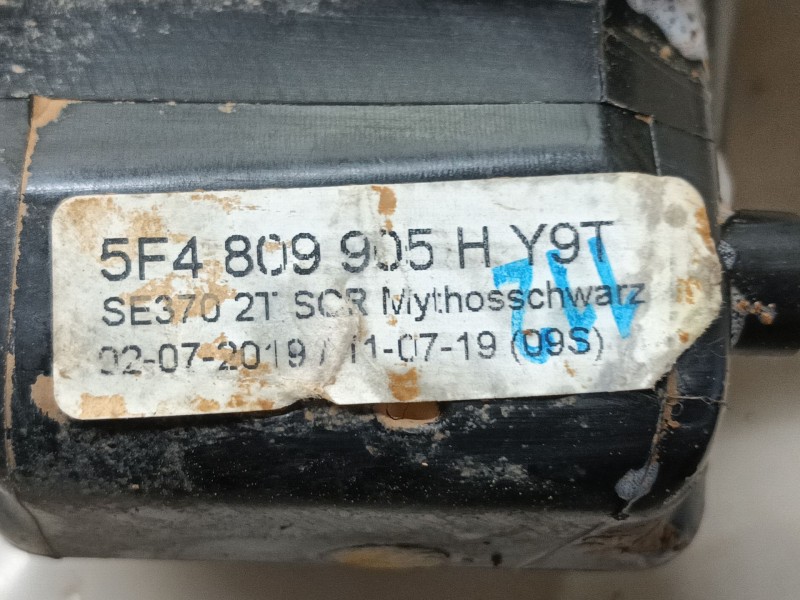 5F4 809 905 H Y9T
SE370 2T SCR Mythosschwarz
02-07-2019 / 11-07-19 (09S)